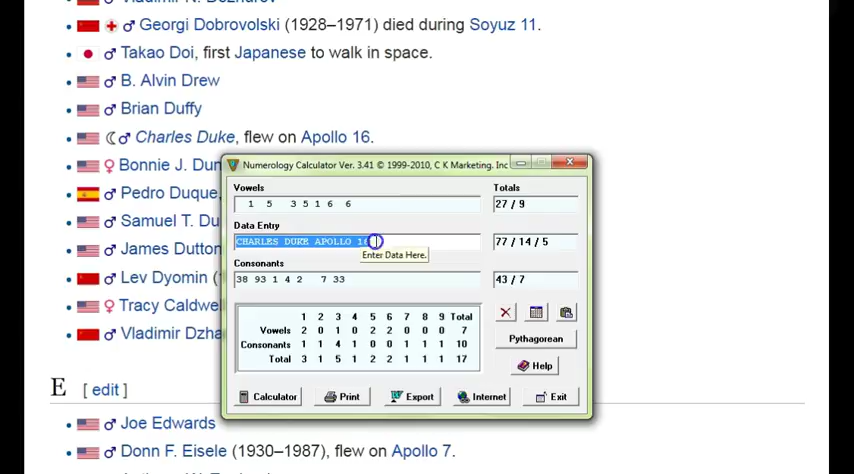 Vladimir N. Dezhurov
Georgi Dobrovolski (1928–1971) died during Soyuz 11.
Takao Doi, first Japanese to walk in space.
B. Alvin Drew
Brian Duffy
Charles Duke, flew on Apollo 16.
Bonnie J. Dun
Pedro Duque,
Samuel T. Du
James Dutton
Lev Dyomin (1
Tracy Caldwe
Vladimir Dzha
E [ edit ]
Joe Edwards
Donn F. Eisele (1930–1987), flew on Apollo 7.
Numerology Calculator Ver. 3.41 © 1999-2010, C K Marketing. Inc
Vowels Totals
1 5 3 5 1 6 6 27 / 9
Data Entry
CHARLES DUKE APOLLO 16 77 / 14 / 5
Enter Data Here.
Consonants
38 93 1 4 2 7 33 43 / 7
1 2 3 4 5 6 7 8 9 Total
Vowels 2 0 1 0 2 2 0 0 0 7
Consonants 1 1 4 1 0 0 1 1 1 10
Total 3 1 5 1 2 2 1 1 1 17
Pythagorean
Help
Calculator Print Export Internet Exit